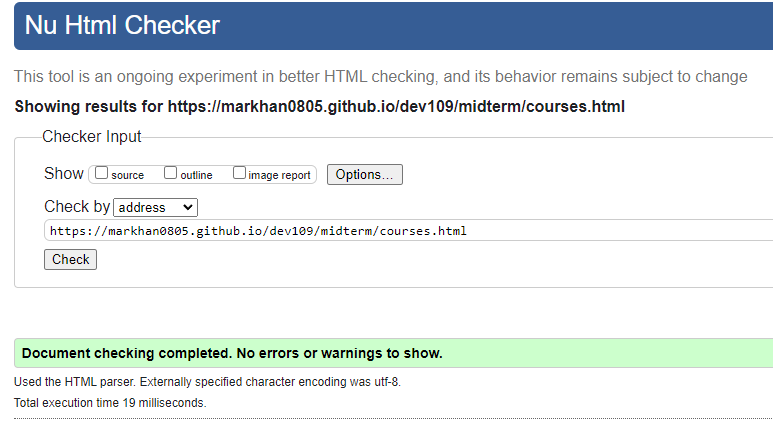 Nu Html Checker
This tool is an ongoing experiment in better HTML checking, and its behavior remains subject to change
Showing results for https://markhan0805.github.io/dev109/midterm/courses.html
Checker Input
Show source outline image report Options...
Check by address
https://markhan0805.github.io/dev109/midterm/courses.html
Check
Document checking completed. No errors or warnings to show.
Used the HTML parser. Externally specified character encoding was utf-8.
Total execution time 19 milliseconds.